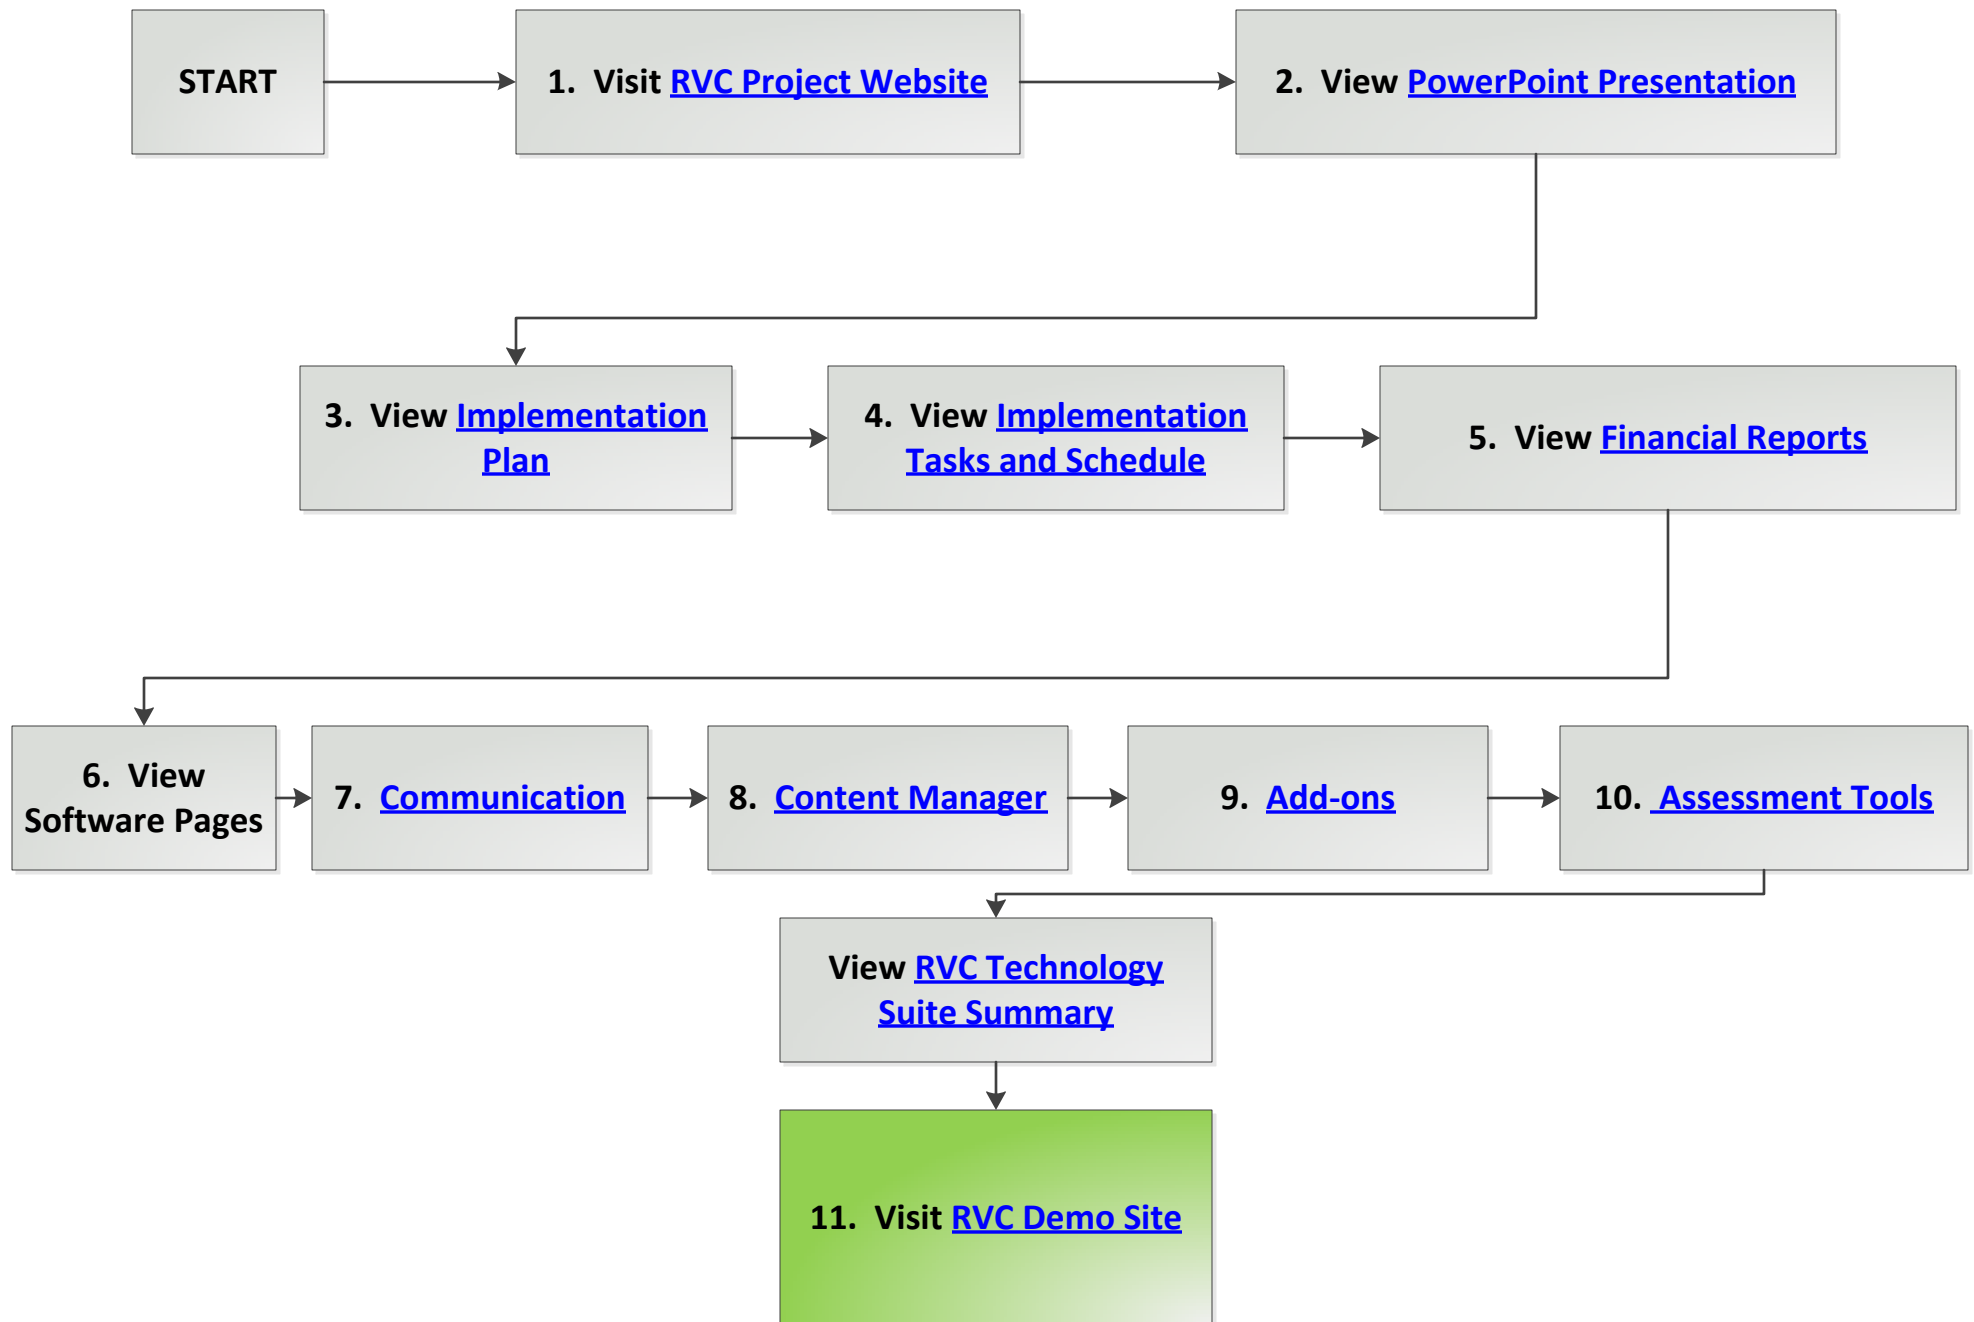 START
1. Visit RVC Project Website
2. View PowerPoint Presentation
3. View Implementation
Plan
4. View Implementation
Tasks and Schedule
5. View Financial Reports
6. View
Software Pages
7. Communication
8. Content Manager
9. Add-ons
10. Assessment Tools
View RVC Technology
Suite Summary
11. Visit RVC Demo Site